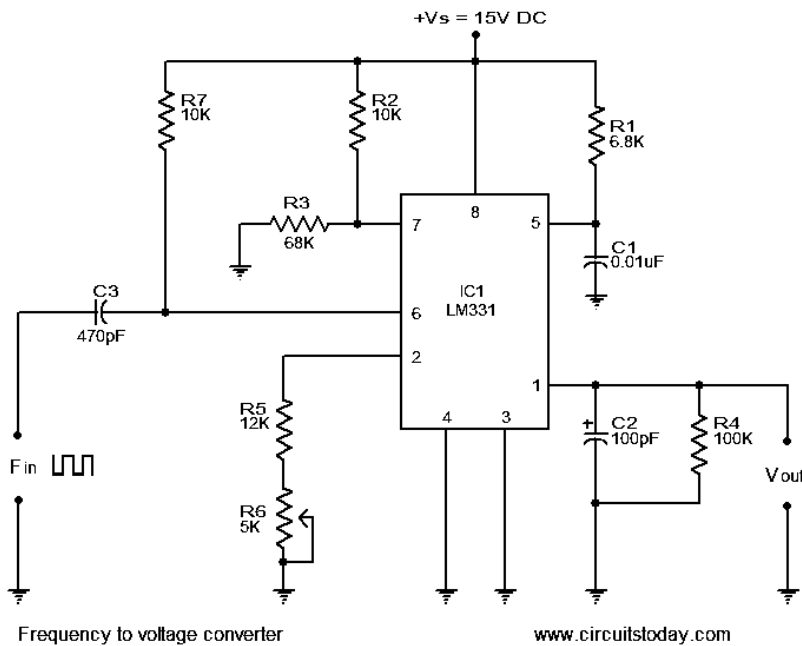 +Vs = 15V DC
R7
10K
R2
10K
R1
6.8K
R3
68K
7
8
5
C1
0.01uF
IC1
LM331
C3
470pF
6
2
1
R5
12K
4
3
+
C2
100pF
R4
100K
Fin
Vout
R6
5K
Frequency to voltage converter
www.circuitstoday.com